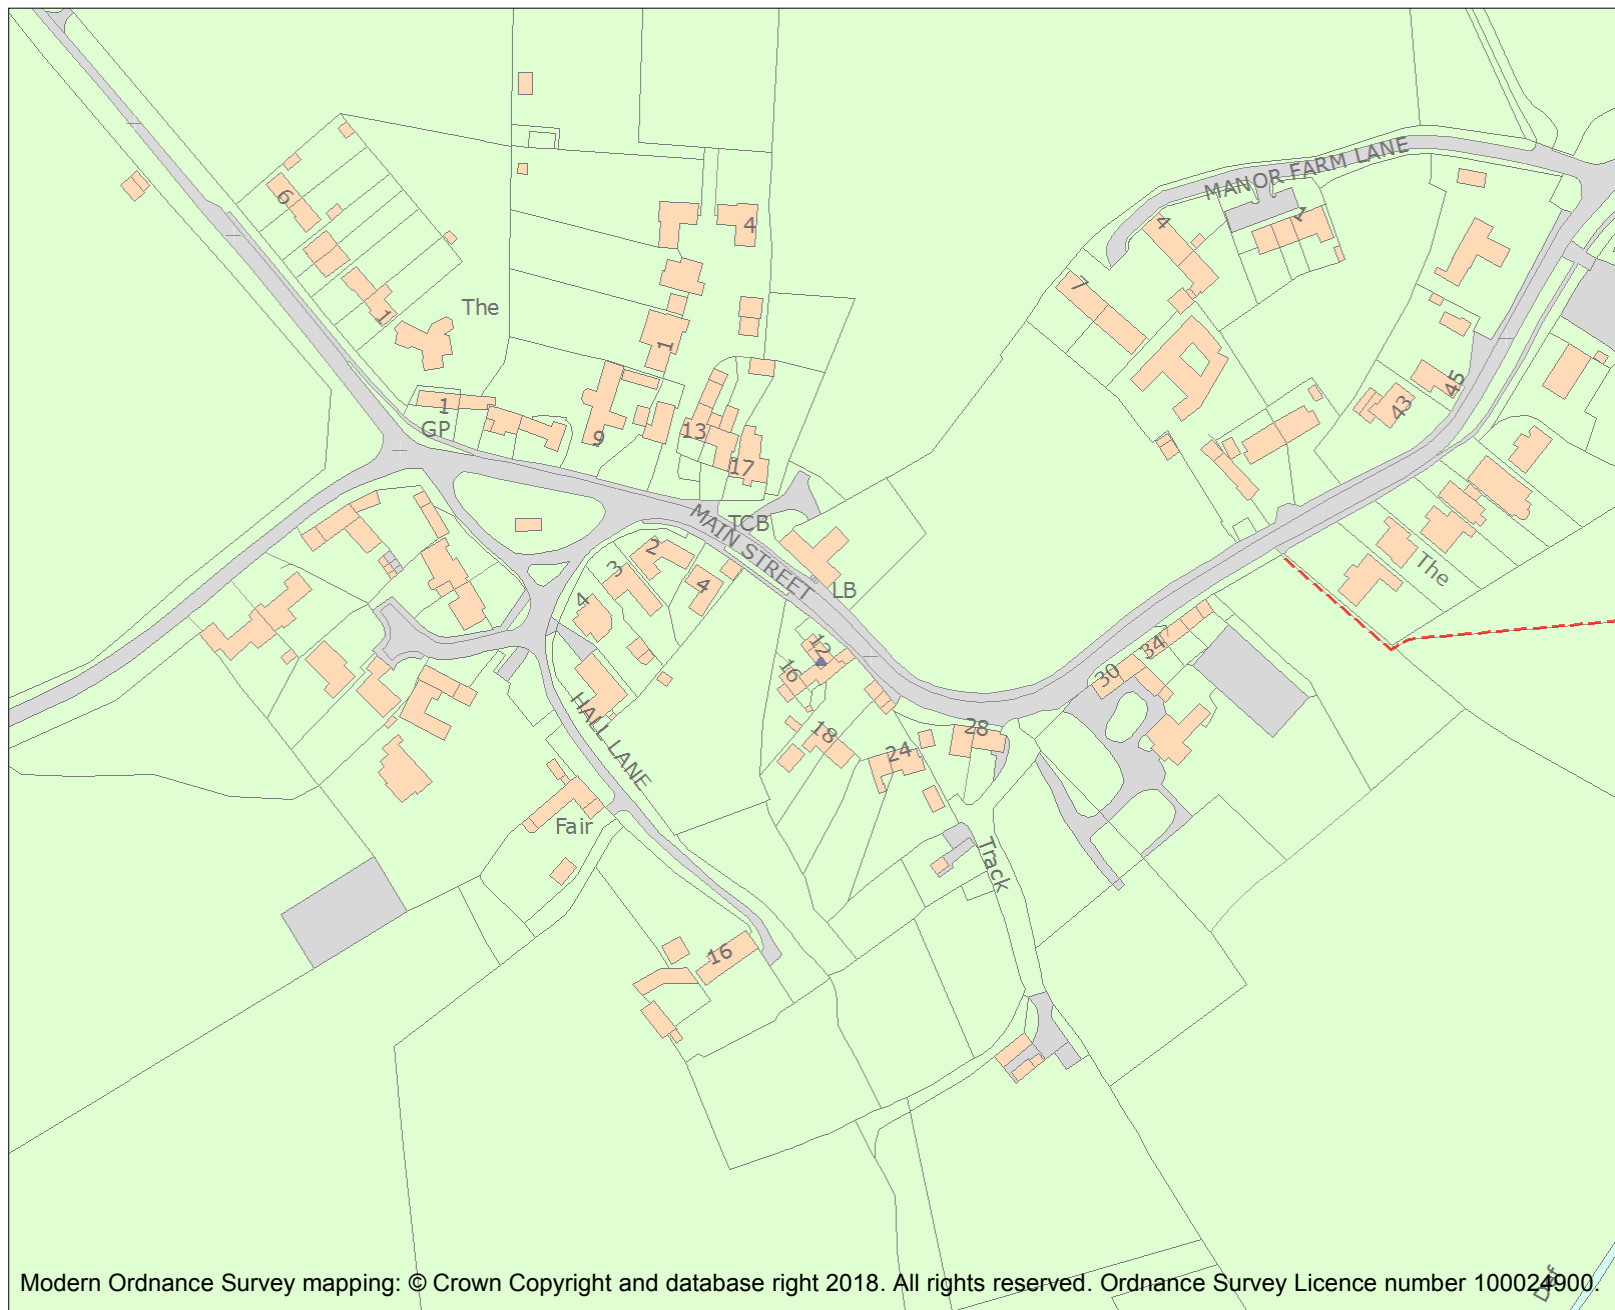 MANOR FARM LANE
6
4
4
1
7
The
1
1
45
43
1
GP
9
13
17
MAIN STREET
TCB
2
3
4
4
LB
The
12
16
34
30
HALL LANE
18
24
28
Fair
Track
16
Def
Modern Ordnance Survey mapping: © Crown Copyright and database right 2018. All rights reserved. Ordnance Survey Licence number 100024900.